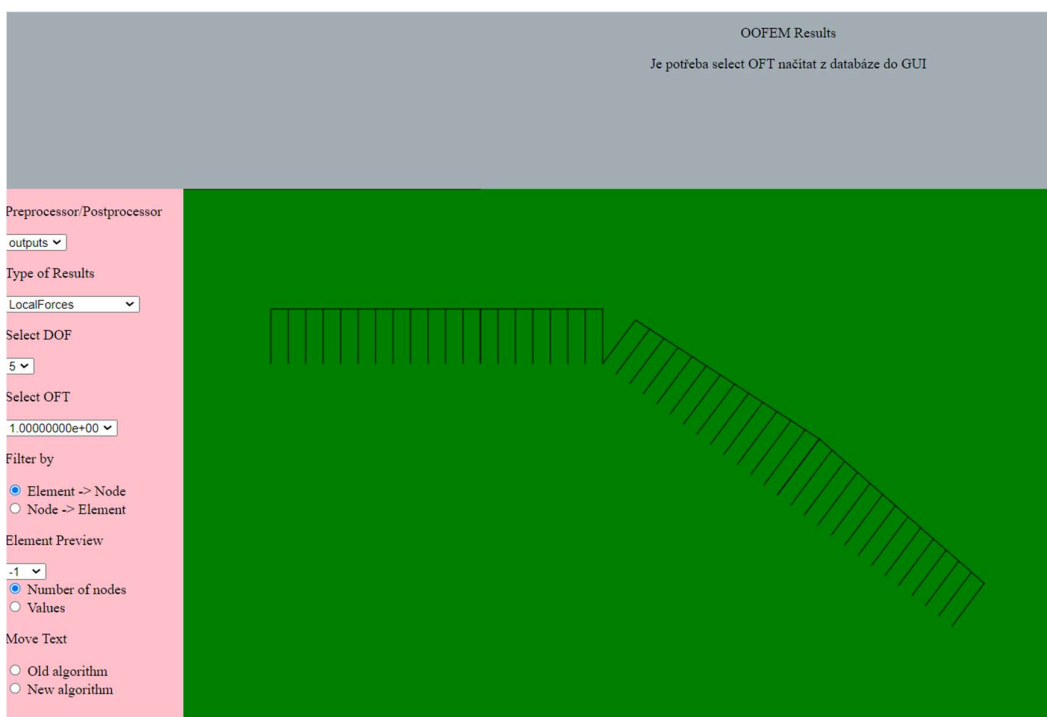 OOFEM Results
Je potřeba select OFT načítat z databáze do GUI
Preprocessor/Postprocessor
outputs
Type of Results
LocalForces
Select DOF
5
Select OFT
1.00000000e+00
Filter by
Element -> Node
Node -> Element
Element Preview
-1
Number of nodes
Values
Move Text
Old algorithm
New algorithm